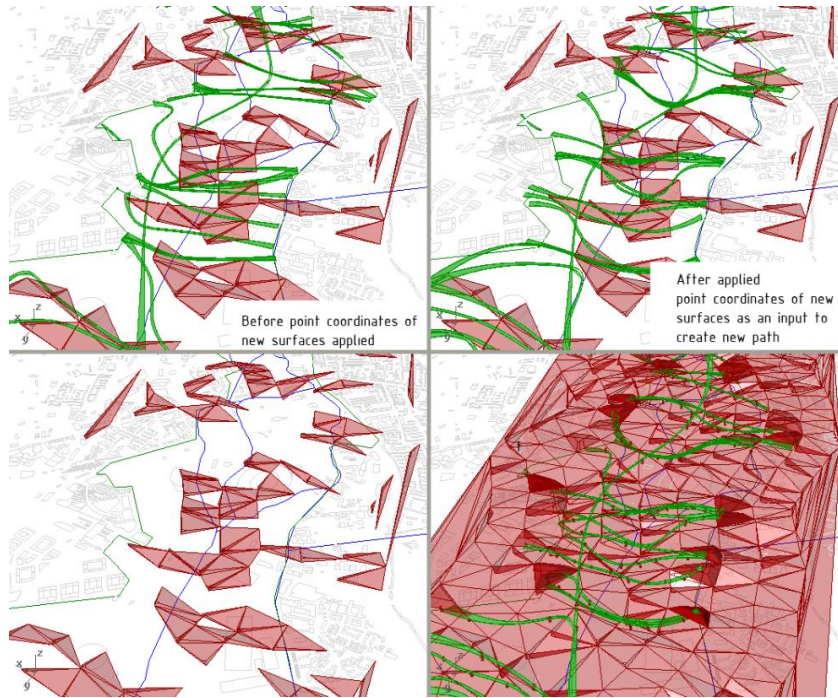 Before point coordinates of
new surfaces applied
After applied
point coordinates of new
surfaces as an input to
create new path
z
x
y
z
x
y
z
x
y